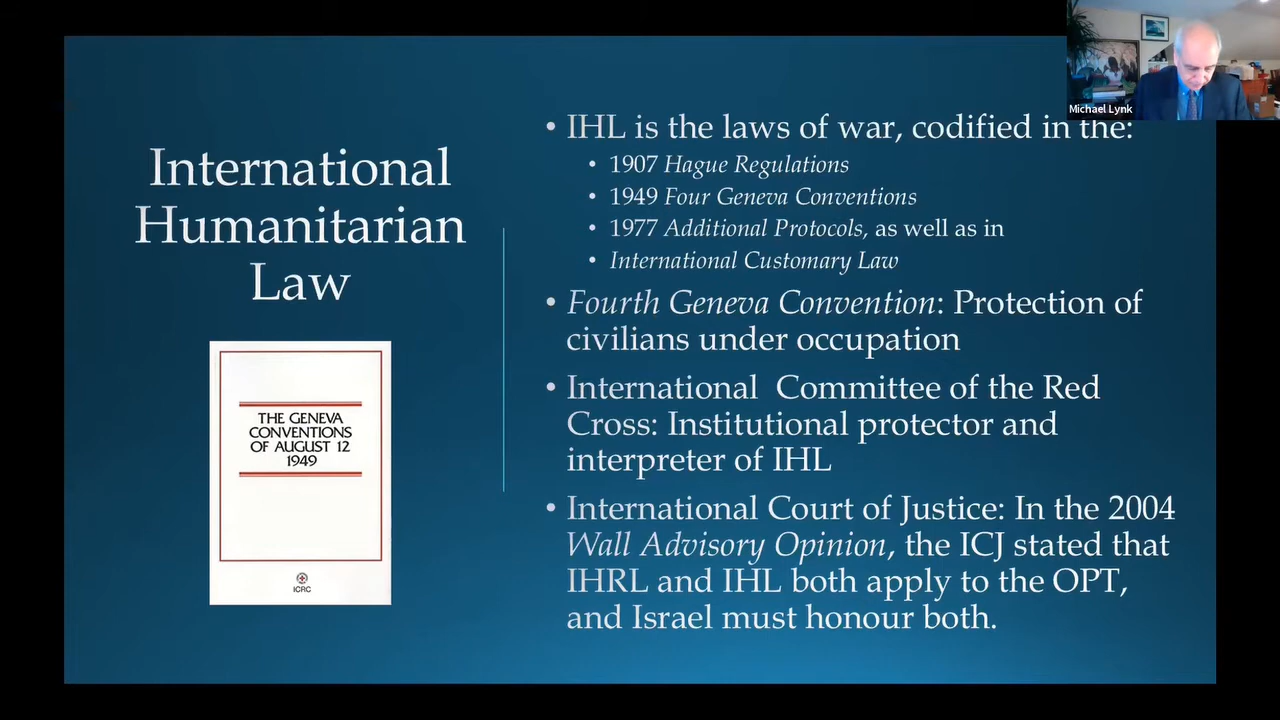 Michael Lynk
International
Humanitarian
Law
THE GENEVA
CONVENTIONS
OF AUGUST 12
1949
ICRC
• IHL is the laws of war, codified in the:
• 1907 Hague Regulations
• 1949 Four Geneva Conventions
• 1977 Additional Protocols, as well as in
• International Customary Law
• Fourth Geneva Convention: Protection of
civilians under occupation
• International Committee of the Red
Cross: Institutional protector and
interpreter of IHL
• International Court of Justice: In the 2004
Wall Advisory Opinion, the ICJ stated that
IHRL and IHL both apply to the OPT,
and Israel must honour both.